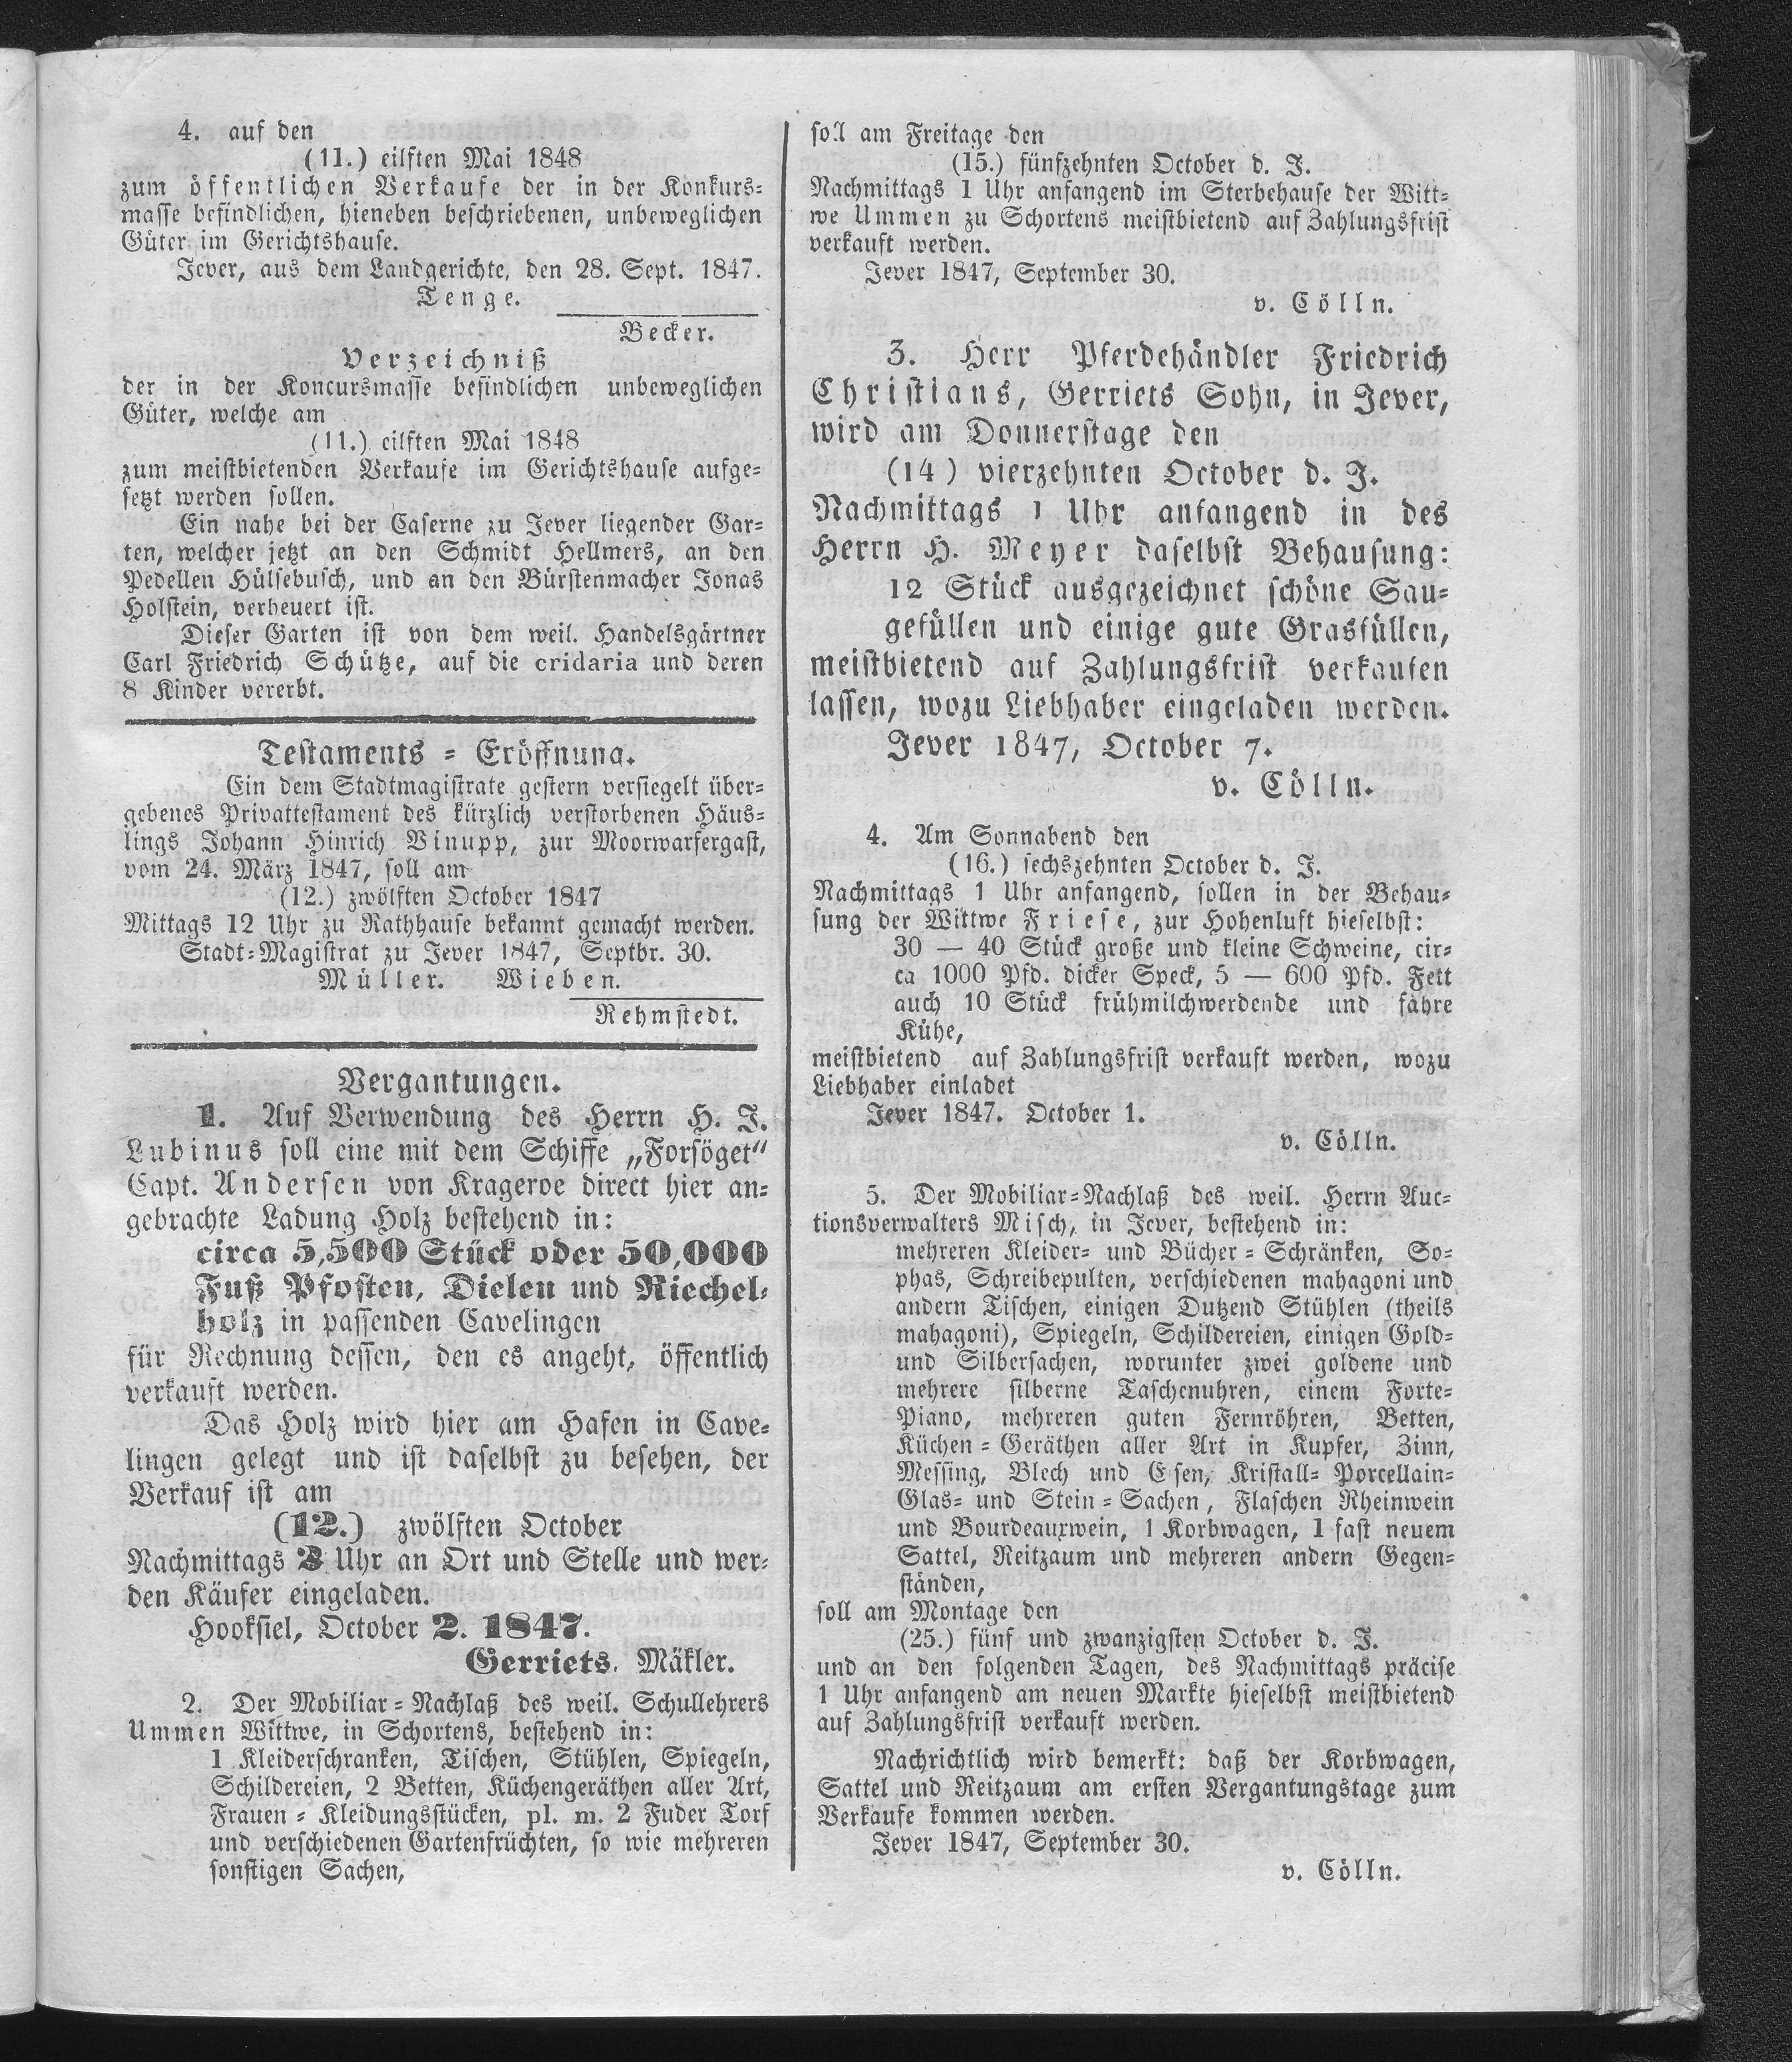 4. auf den
(11.) eilften Mai 1848
zum öffentlichen Verkaufe der in der Konkurs-
masse befindlichen, hieneben beschriebenen, unbeweglichen
Güter im Gerichtshause.
Jever, aus dem Landgerichte, den 28. Sept. 1847.
Tenge.
Becker.
Verzeichniß
der in der Koncursmasse befindlichen unbeweglichen
Güter, welche am
(11.) eilften Mai 1848
zum meistbietenden Verkaufe im Gerichtshause aufge-
setzt werden sollen.
Ein nahe bei der Caserne zu Jever liegender Gar-
ten, welcher jetzt an den Schmidt Hellmers, an den
Pedellen Hülsebusch, und an den Bürstenmacher Jonas
Holstein, verheuert ist.
Dieser Garten ist von dem weil. Handelsgärtner
Carl Friedrich Schütze, auf die cridaria und deren
8 Kinder vererbt.
Testaments = Eröffnung.
Ein dem Stadtmagistrate gestern versiegelt über-
gebenes Privattestament des kürzlich verstorbenen Häus-
lings Johann Hinrich Vinupp, zur Moorwarfergast,
vom 24. März 1847, soll am
(12.) zwölften October 1847
Mittags 12 Uhr zu Rathhause bekannt gemacht werden.
Stadt-Magistrat zu Jever 1847, Septbr. 30.
Müller. Wieben.
Rehmstedt.
Vergantungen.
1. Auf Verwendung des Herrn H. J.
Lubinus soll eine mit dem Schiffe „Forsöget“
Capt. Andersen von Krageroe direct hier an-
gebrachte Ladung Holz bestehend in:
circa 5,500 Stück oder 50,000
Fuß Pfosten, Dielen und Riechel-
holz in passenden Cavelingen
für Rechnung dessen, den es angeht, öffentlich
verkauft werden.
Das Holz wird hier am Hafen in Cave-
lingen gelegt und ist daselbst zu besehen, der
Verkauf ist am
(12.) zwölften October
Nachmittags 2 Uhr an Ort und Stelle und wer-
den Käufer eingeladen.
Hooksiel, October 2. 1847.
Gerriets. Mäkler.
2. Der Mobiliar = Nachlaß des weil. Schullehrers
Ummen Wittwe, in Schortens, bestehend in:
1 Kleiderschranken, Tischen, Stühlen, Spiegeln,
Schildereien, 2 Betten, Küchengeräthen aller Art,
Frauen = Kleidungsstücken, pl. m. 2 Fuder Torf
und verschiedenen Gartenfrüchten, so wie mehreren
sonstigen Sachen,
soll am Freitage den
(15.) fünfzehnten October d. J.
Nachmittags 1 Uhr anfangend im Sterbehause der Witt-
we Ummen zu Schortens meistbietend auf Zahlungsfrist
verkauft werden.
Jever 1847, September 30.
v. Cölln.
3. Herr Pferdehändler Friedrich
Christians, Gerriets Sohn, in Jever,
wird am Donnerstage den
(14) vierzehnten October d. J.
Nachmittags 1 Uhr anfangend in des
Herrn H. Meyer daselbst Behausung:
12 Stück ausgezeichnet schöne Sau-
gefüllen und einige gute Grasfüllen,
meistbietend auf Zahlungsfrist verkaufen
lassen, wozu Liebhaber eingeladen werden.
Jever 1847, October 7.
v. Cölln.
4. Am Sonnabend den
(16.) sechszehnten October d. J.
Nachmittags 1 Uhr anfangend, sollen in der Behau-
sung der Wittwe Friese, zur Hohenluft hieselbst:
30 — 40 Stück große und kleine Schweine, cir-
ca 1000 Pfd. dicker Speck, 5 — 600 Pfd. Fett
auch 10 Stück frühmilchwerdende und fähre
Kühe,
meistbietend auf Zahlungsfrist verkauft werden, wozu
Liebhaber einladet
Jever 1847. October 1.
v. Cölln.
5. Der Mobiliar-Nachlaß des weil. Herrn Auc-
tionsverwalters Misch, in Jever, bestehend in:
mehreren Kleider- und Bücher = Schränken, So-
phas, Schreibepulten, verschiedenen mahagoni und
andern Tischen, einigen Dutzend Stühlen (theils
mahagoni), Spiegeln, Schildereien, einigen Gold-
und Silbersachen, worunter zwei goldene und
mehrere silberne Taschenuhren, einem Forte-
Piano, mehreren guten Fernröhren, Betten,
Küchen = Geräthen aller Art in Kupfer, Zinn,
Messing, Blech und E sen, Kristall- Porcellain-
Glas- und Stein = Sachen, Flaschen Rheinwein
und Bourdeauxwein, 1 Korbwagen, 1 fast neuem
Sattel, Reitzaum und mehreren andern Gegen-
ständen,
soll am Montage den
(25.) fünf und zwanzigsten October d. J.
und an den folgenden Tagen, des Nachmittags präcise
1 Uhr anfangend am neuen Markte hieselbst meistbietend
auf Zahlungsfrist verkauft werden.
Nachrichtlich wird bemerkt: daß der Korbwagen,
Sattel und Reitzaum am ersten Vergantungstage zum
Verkaufe kommen werden.
Jever 1847, September 30.
v. Cölln.